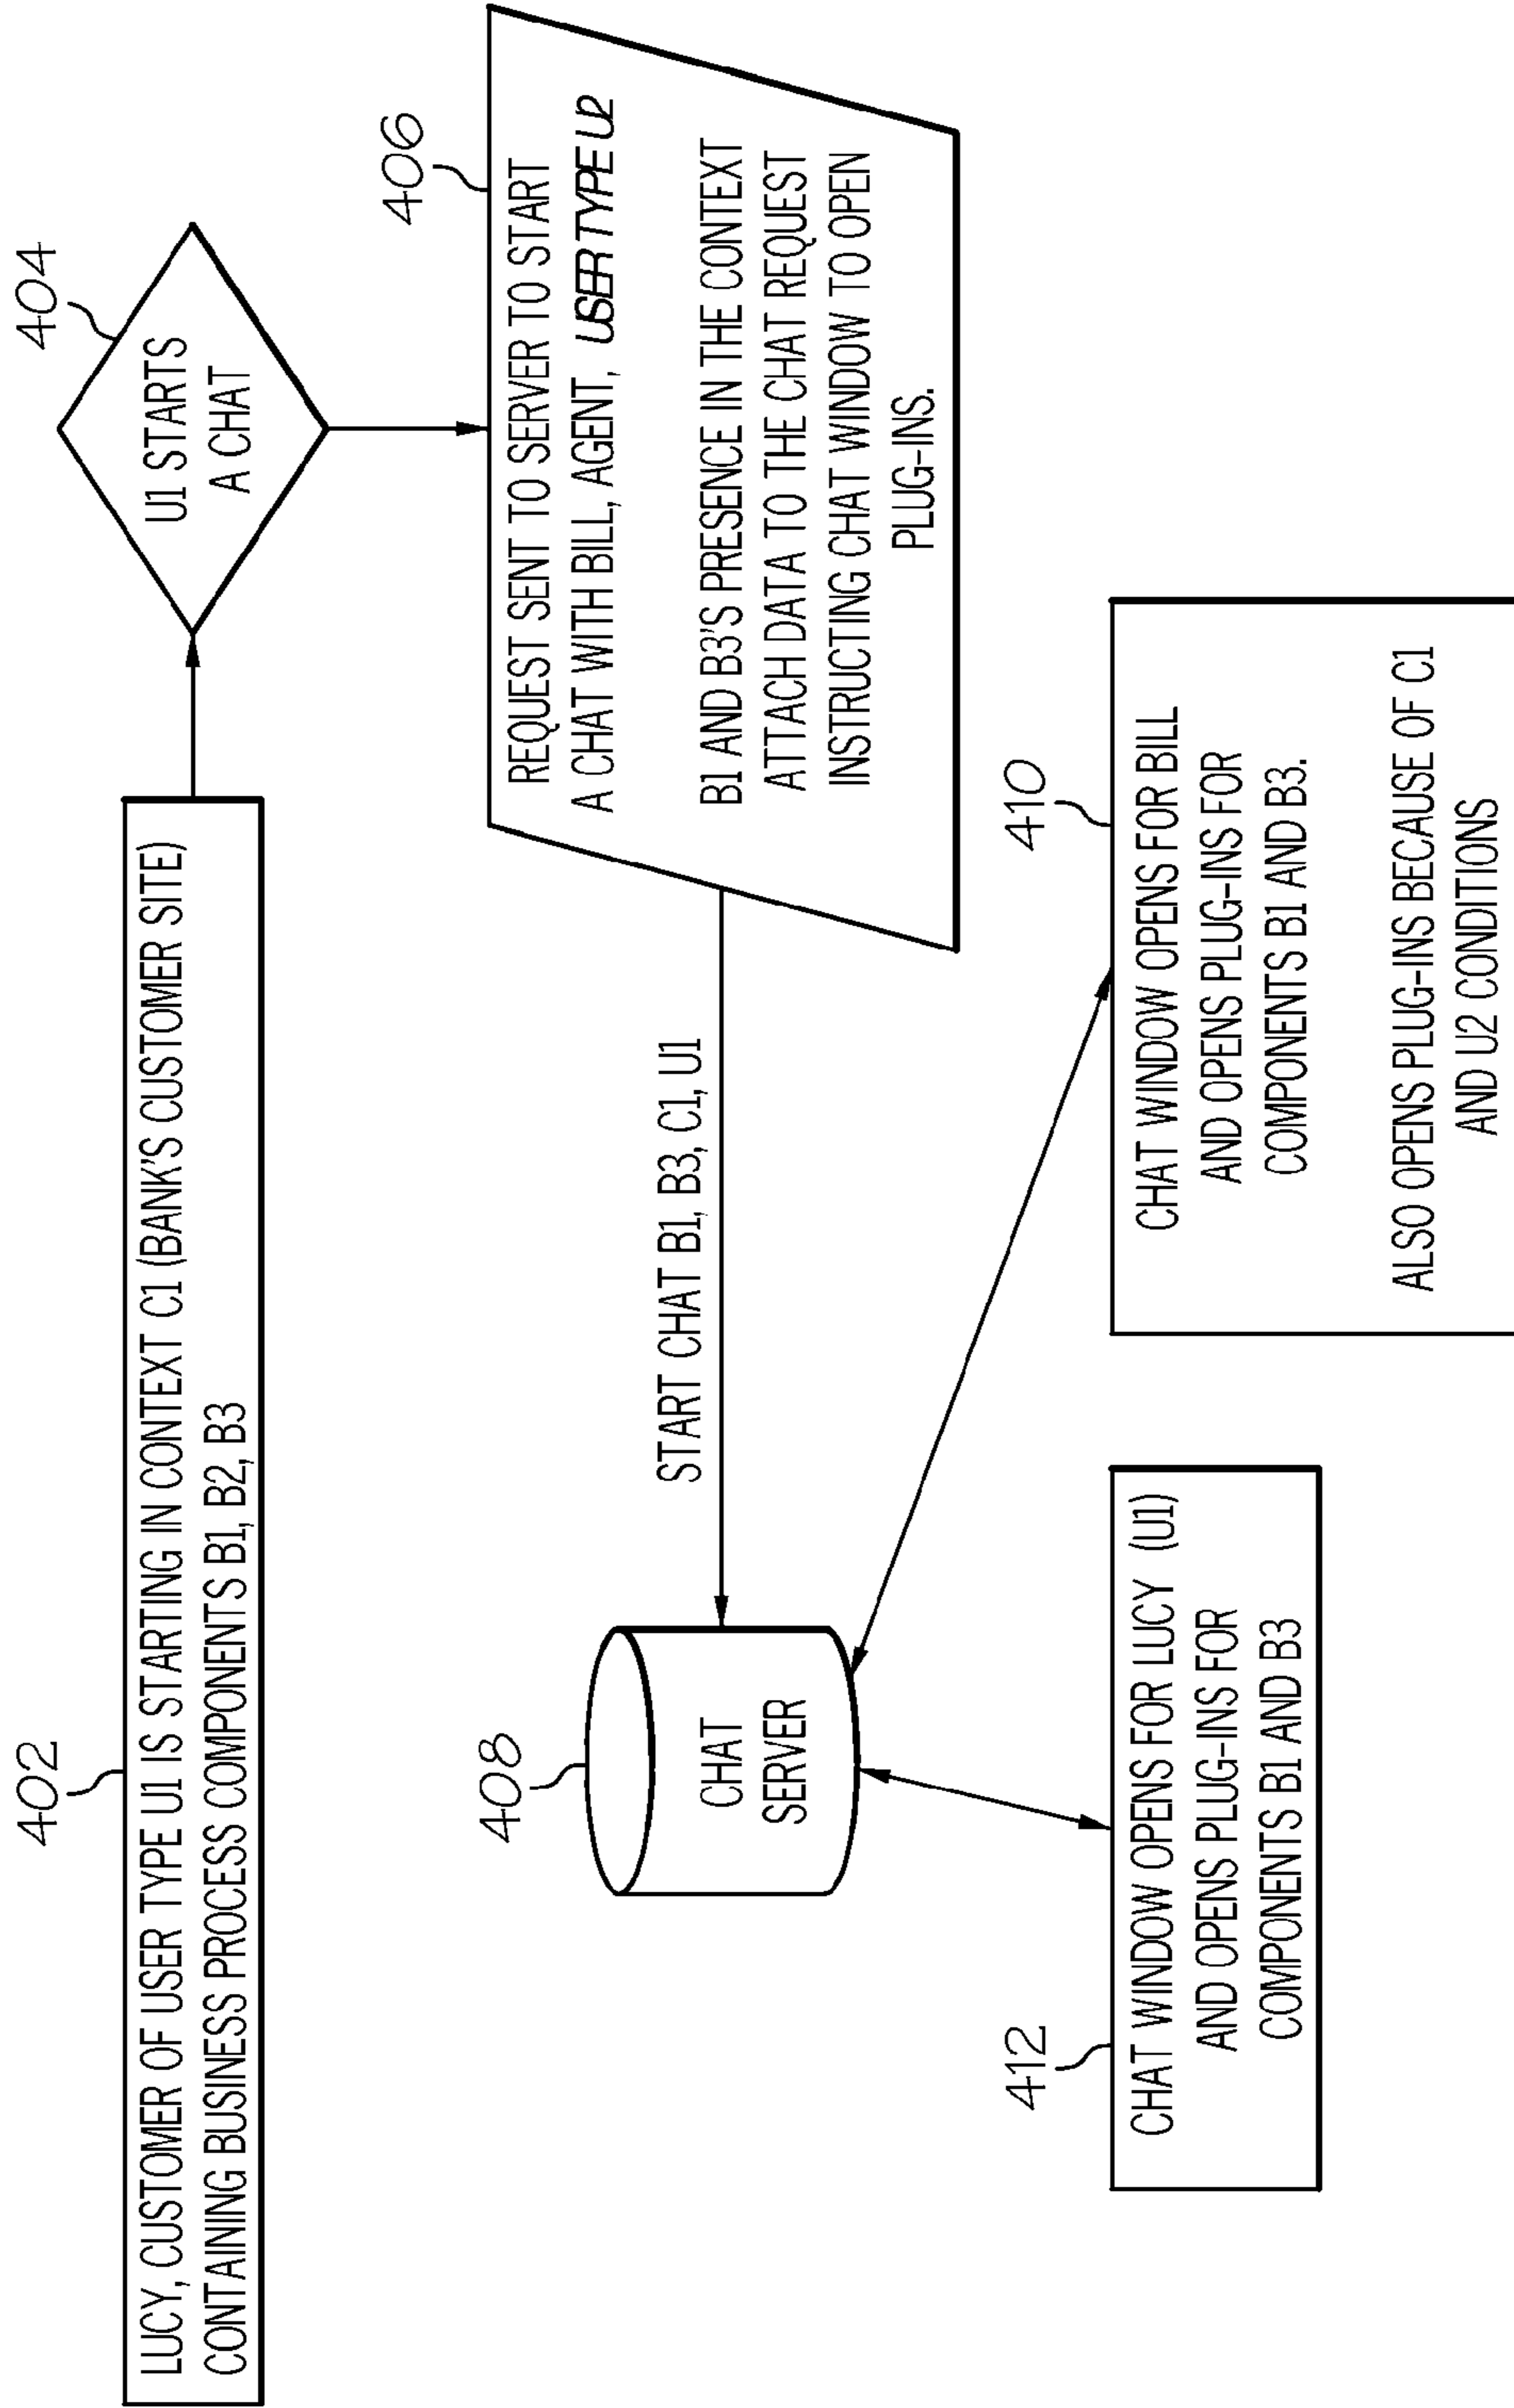 402
LUCY, CUSTOMER OF USER TYPE U1 IS STARTING IN CONTEXT C1 (BANK'S CUSTOMER SITE)
CONTAINING BUSINESS PROCESS COMPONENTS B1, B2, B3
404
U1 STARTS
A CHAT
406
REQUEST SENT TO SERVER TO START
A CHAT WITH BILL, AGENT, USER TYPE U2
B1 AND B3'S PRESENCE IN THE CONTEXT
ATTACH DATA TO THE CHAT REQUEST
INSTRUCTING CHAT WINDOW TO OPEN
PLUG-INS.
START CHAT B1, B3, C1, U1
408
CHAT
SERVER
410
CHAT WINDOW OPENS FOR BILL
AND OPENS PLUG-INS FOR
COMPONENTS B1 AND B3.
ALSO OPENS PLUG-INS BECAUSE OF C1
AND U2 CONDITIONS
412
CHAT WINDOW OPENS FOR LUCY (U1)
AND OPENS PLUG-INS FOR
COMPONENTS B1 AND B3